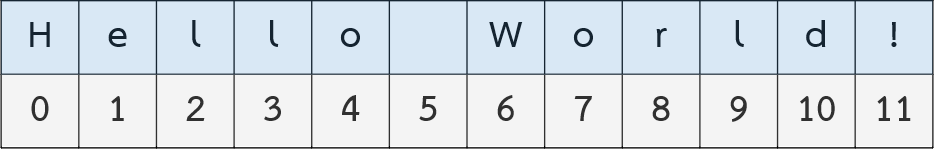 H e l l o W o r l d !
0 1 2 3 4 5 6 7 8 9 10 11